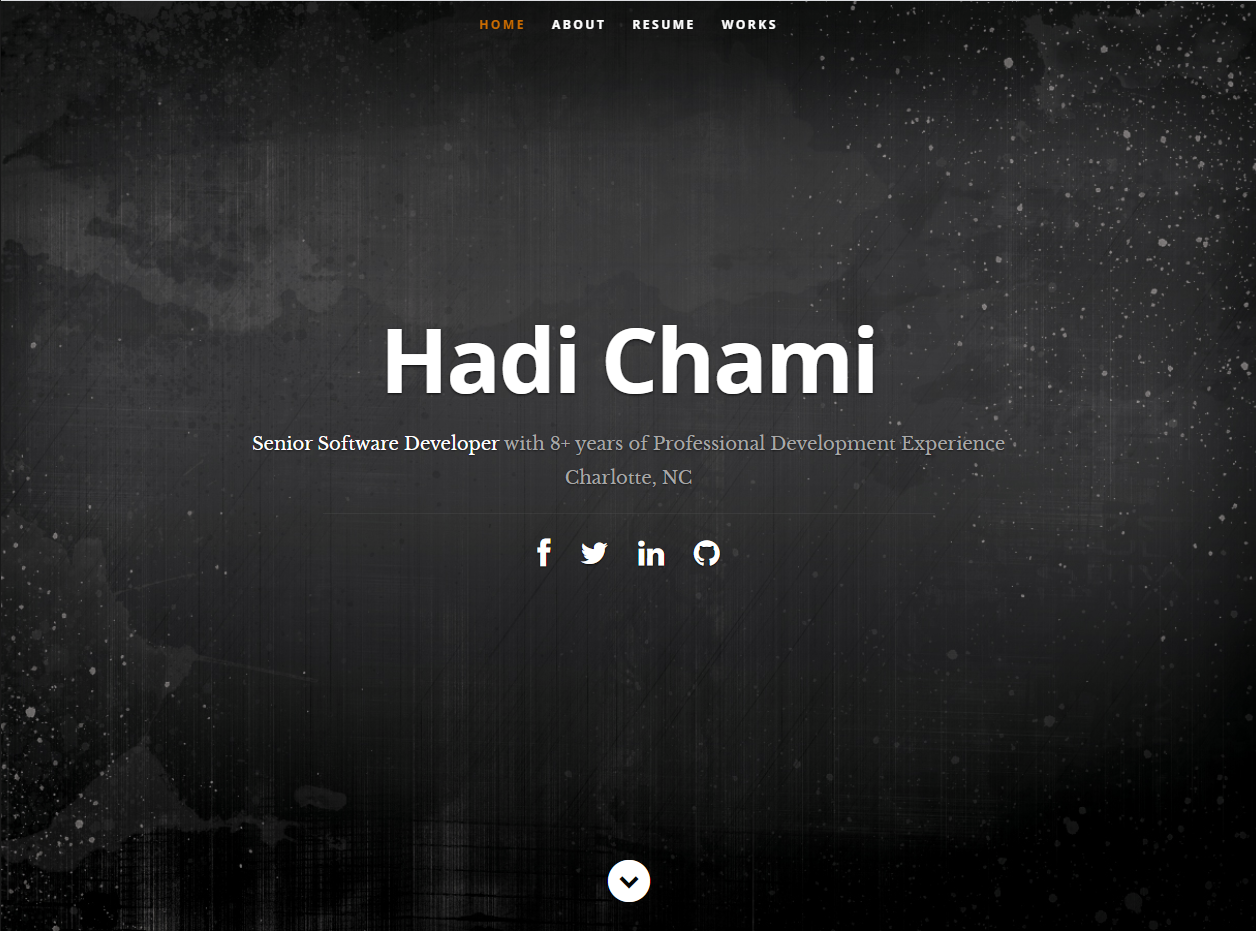 HOME ABOUT RESUME WORKS
Hadi Chami
Senior Software Developer with 8+ years of Professional Development Experience
Charlotte, NC